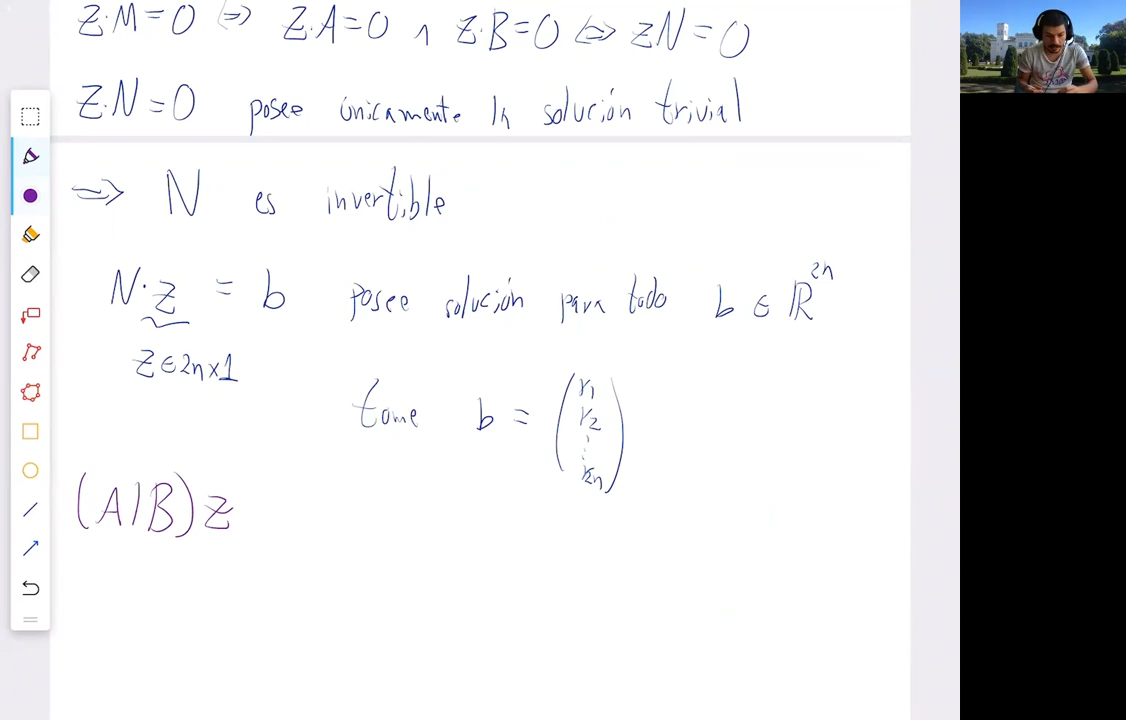 Z·M=0 ⇔ Z·A=0 ∧ Z·B=0 ⇔ ZN=0
Z·N=0 posee únicamente la solución trivial
⇒ N es invertible
N·Z = b posee solución para todo b ∈ ℝ²ⁿ
Z∈2n×1
tome b = (r₁ r₂ ⋮ r₂ₙ)
(A|B)Z